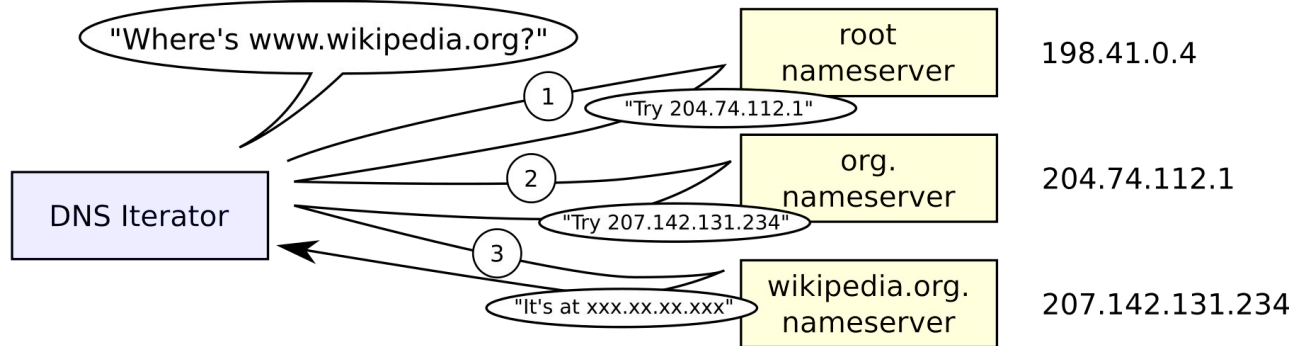 "Where's www.wikipedia.org?"
root
nameserver
198.41.0.4
1
"Try 204.74.112.1"
org.
nameserver
204.74.112.1
2
"Try 207.142.131.234"
DNS Iterator
3
"It's at xxx.xx.xx.xxx"
wikipedia.org.
nameserver
207.142.131.234